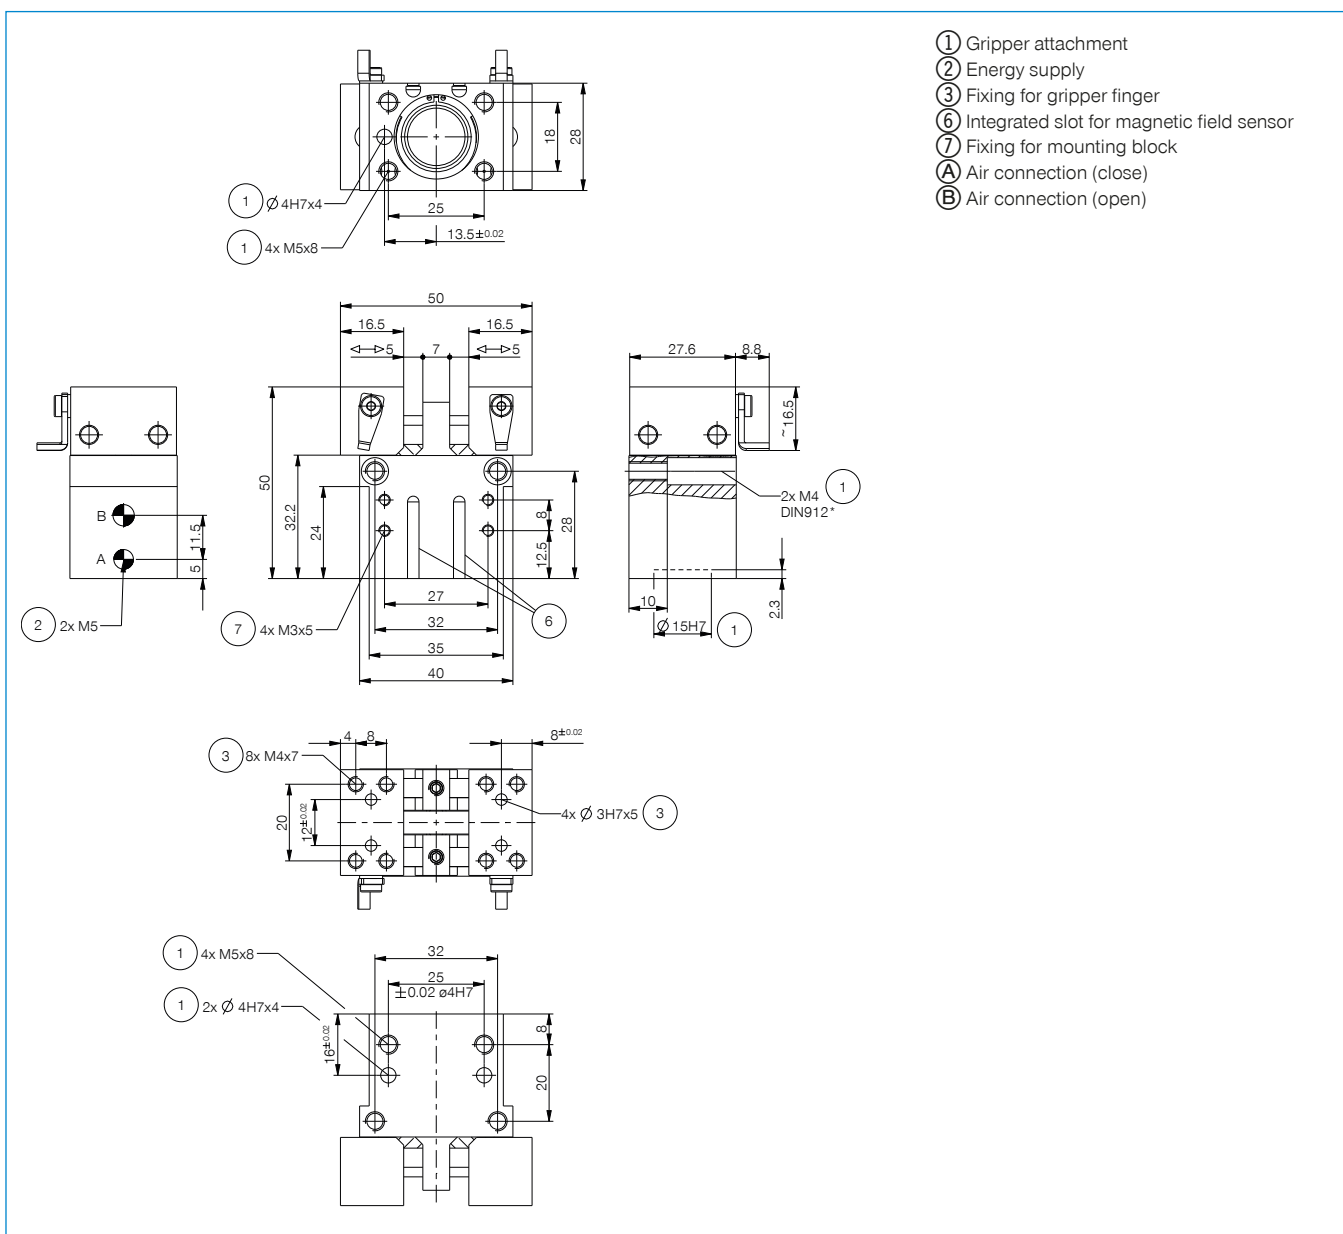 ① Gripper attachment
② Energy supply
③ Fixing for gripper finger
⑥ Integrated slot for magnetic field sensor
⑦ Fixing for mounting block
Ⓐ Air connection (close)
Ⓑ Air connection (open)
18
28
1 Ø 4H7x4
25
13.5±0.02
1 4x M5x8
50
16.5
16.5
5
7
5
27.6
8.8
~16.5
50
32.2
24
8
12.5
28
B
A
11.5
5
2 2x M5
2x M4 1
DIN912*
10
2.3
Ø 15H7 1
27
7 4x M3x5
32
6
35
40
4
8
8±0.02
3 8x M4x7
20
12±0.02
4x Ø 3H7x5 3
1 4x M5x8
32
25
±0.02 ø4H7
1 2x Ø 4H7x4
16±0.02
8
20